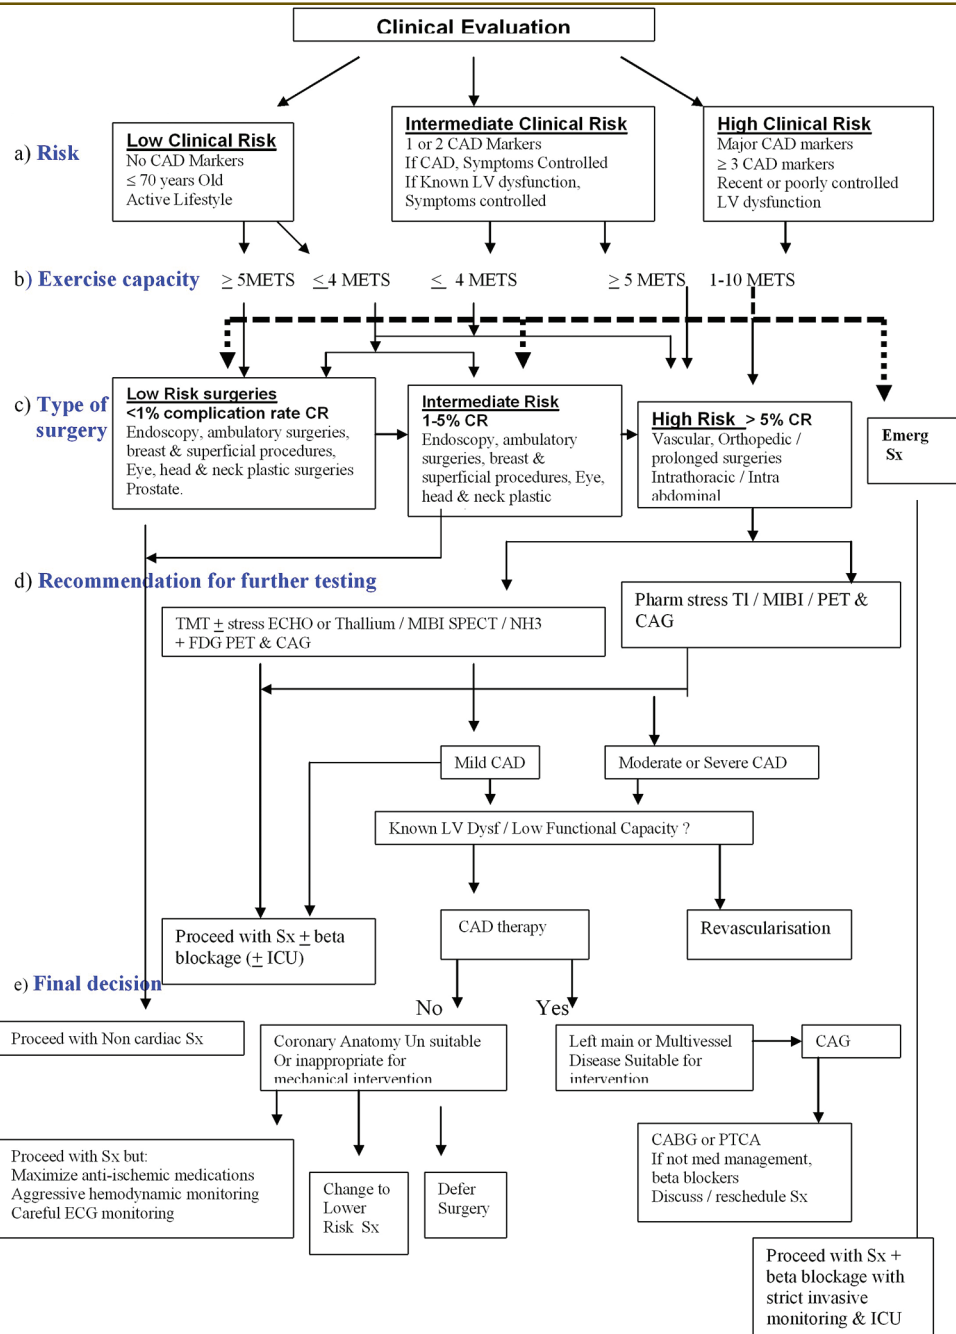 Clinical Evaluation
a) Risk
Low Clinical Risk
No CAD Markers
≤ 70 years Old
Active Lifestyle
Intermediate Clinical Risk
1 or 2 CAD Markers
If CAD, Symptoms Controlled
If Known LV dysfunction,
Symptoms controlled
High Clinical Risk
Major CAD markers
≥ 3 CAD markers
Recent or poorly controlled
LV dysfunction
b) Exercise capacity
≥ 5METS
≤ 4 METS
≤ 4 METS
≥ 5 METS
1-10 METS
c) Type of
surgery
Low Risk surgeries
<1% complication rate CR
Endoscopy, ambulatory surgeries,
breast & superficial procedures,
Eye, head & neck plastic surgeries
Prostate.
Intermediate Risk
1-5% CR
Endoscopy, ambulatory
surgeries, breast &
superficial procedures, Eye,
head & neck plastic
High Risk > 5% CR
Vascular, Orthopedic /
prolonged surgeries
Intrathoracic / Intra
abdominal
Emerg
Sx
d) Recommendation for further testing
TMT ± stress ECHO or Thallium / MIBI SPECT / NH3
+ FDG PET & CAG
Pharm stress Tl / MIBI / PET &
CAG
Mild CAD
Moderate or Severe CAD
Known LV Dysf / Low Functional Capacity ?
Proceed with Sx ± beta
blockage (± ICU)
CAD therapy
Revascularisation
e) Final decision
No
Yes
Proceed with Non cardiac Sx
Coronary Anatomy Un suitable
Or inappropriate for
mechanical intervention
Left main or Multivessel
Disease Suitable for
intervention
CAG
Proceed with Sx but:
Maximize anti-ischemic medications
Aggressive hemodynamic monitoring
Careful ECG monitoring
Change to
Lower
Risk Sx
Defer
Surgery
CABG or PTCA
If not med management,
beta blockers
Discuss / reschedule Sx
Proceed with Sx +
beta blockage with
strict invasive
monitoring & ICU